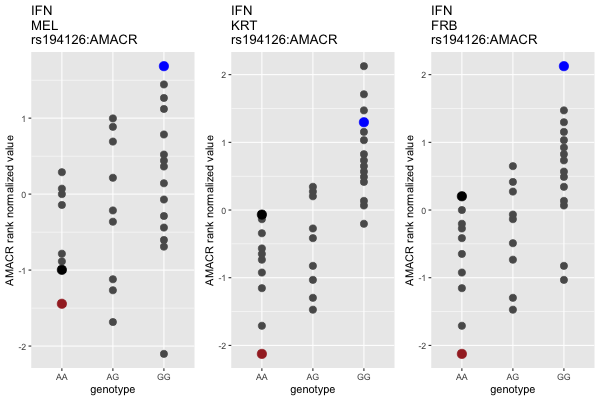 IFN
MEL
rs194126:AMACR
AMACR rank normalized value
1
0
-1
-2
AA
AG
GG
genotype
IFN
KRT
rs194126:AMACR
AMACR rank normalized value
2
1
0
-1
-2
AA
AG
GG
genotype
IFN
FRB
rs194126:AMACR
AMACR rank normalized value
2
1
0
-1
-2
AA
AG
GG
genotype